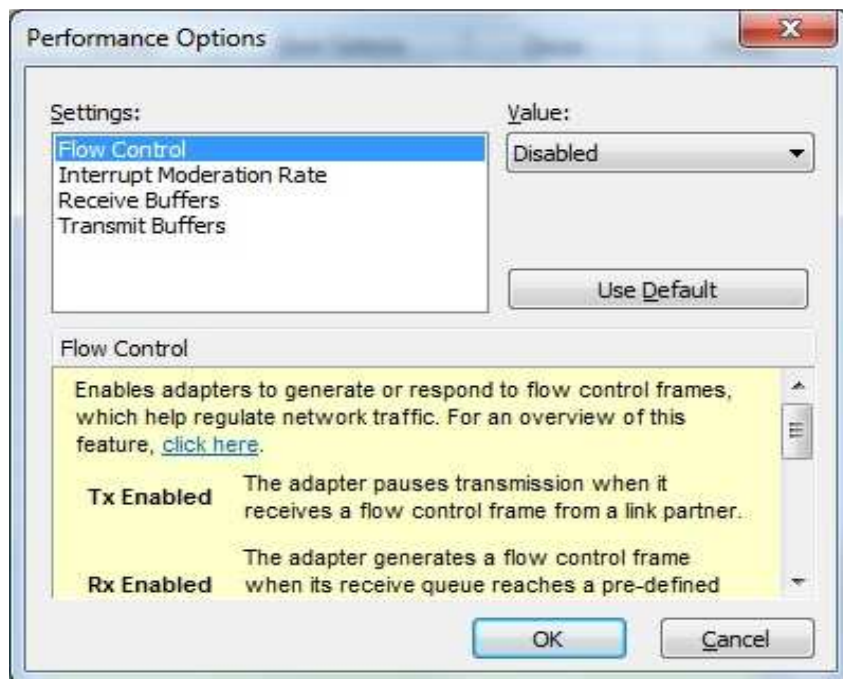 Performance Options
Settings:
Value:
Flow Control
Interrupt Moderation Rate
Receive Buffers
Transmit Buffers
Disabled
Use Default
Flow Control
Enables adapters to generate or respond to flow control frames,
which help regulate network traffic. For an overview of this
feature, click here.
Tx Enabled
The adapter pauses transmission when it
receives a flow control frame from a link partner.
Rx Enabled
The adapter generates a flow control frame
when its receive queue reaches a pre-defined
OK
Cancel